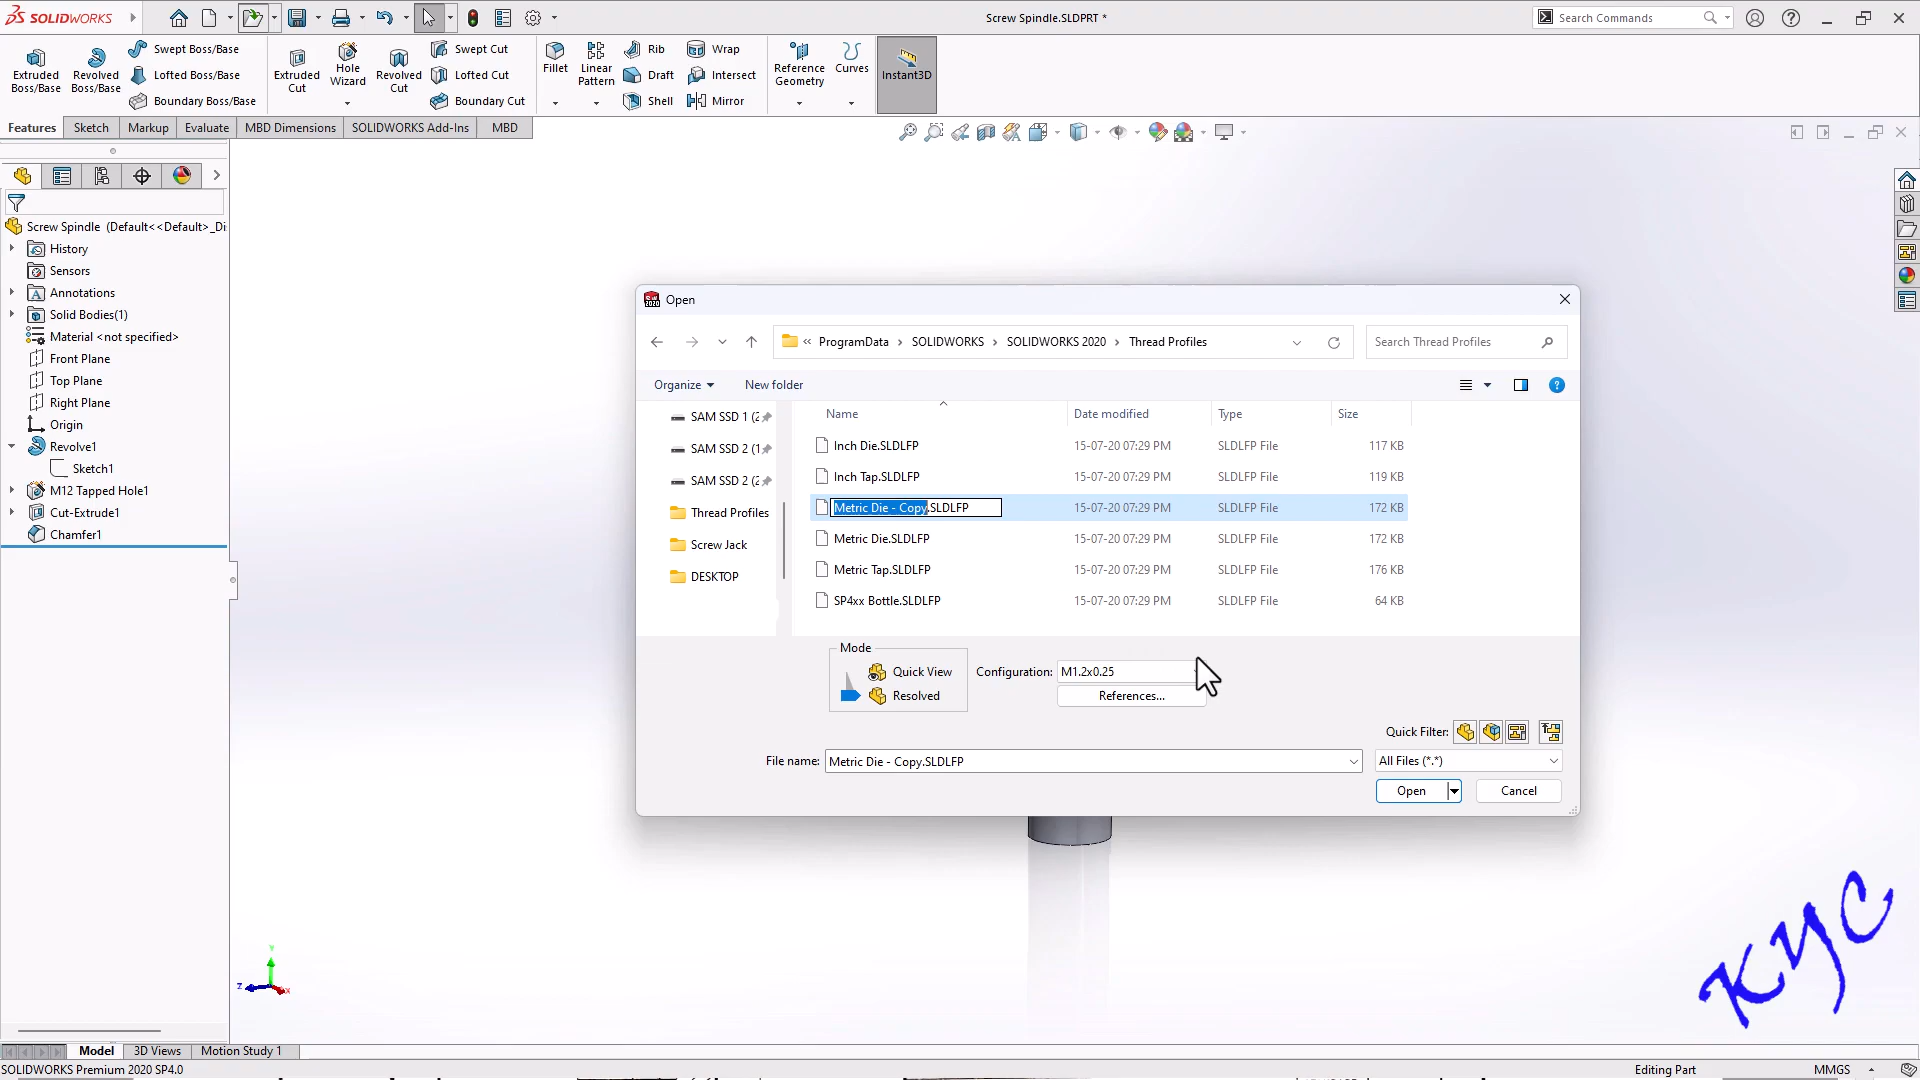 SOLIDWORKS
Screw Spindle.SLDPRT *
Search Commands
Extruded Boss/Base
Revolved Boss/Base
Swept Boss/Base
Lofted Boss/Base
Boundary Boss/Base
Extruded Cut
Hole Wizard
Revolved Cut
Swept Cut
Lofted Cut
Boundary Cut
Fillet
Linear Pattern
Rib
Draft
Shell
Wrap
Intersect
Mirror
Reference Geometry
Curves
Instant3D
Features
Sketch
Markup
Evaluate
MBD Dimensions
SOLIDWORKS Add-Ins
MBD
Screw Spindle (Default<<Default>_Di
History
Sensors
Annotations
Solid Bodies(1)
Material <not specified>
Front Plane
Top Plane
Right Plane
Origin
Revolve1
Sketch1
M12 Tapped Hole1
Cut-Extrude1
Chamfer1
Open
« ProgramData › SOLIDWORKS › SOLIDWORKS 2020 › Thread Profiles
Search Thread Profiles
Organize
New folder
SAM SSD 1 (2
SAM SSD 2 (1
SAM SSD 2 (2
Thread Profiles
Screw Jack
DESKTOP
Name Date modified Type Size
Inch Die.SLDLFP 15-07-20 07:29 PM SLDLFP File 117 KB
Inch Tap.SLDLFP 15-07-20 07:29 PM SLDLFP File 119 KB
Metric Die - Copy.SLDLFP 15-07-20 07:29 PM SLDLFP File 172 KB
Metric Die.SLDLFP 15-07-20 07:29 PM SLDLFP File 172 KB
Metric Tap.SLDLFP 15-07-20 07:29 PM SLDLFP File 176 KB
SP4xx Bottle.SLDLFP 15-07-20 07:29 PM SLDLFP File 64 KB
Mode
Quick View
Resolved
Configuration: M1.2x0.25
References...
Quick Filter:
File name: Metric Die - Copy.SLDLFP
All Files (*.*)
Open
Cancel
KYC
z
Model
3D Views
Motion Study 1
SOLIDWORKS Premium 2020 SP4.0
Editing Part
MMGS